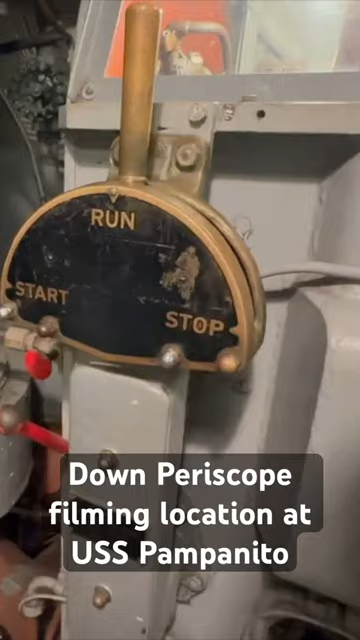 RUN
START
STOP
Down Periscope
filming location at
USS Pampanito